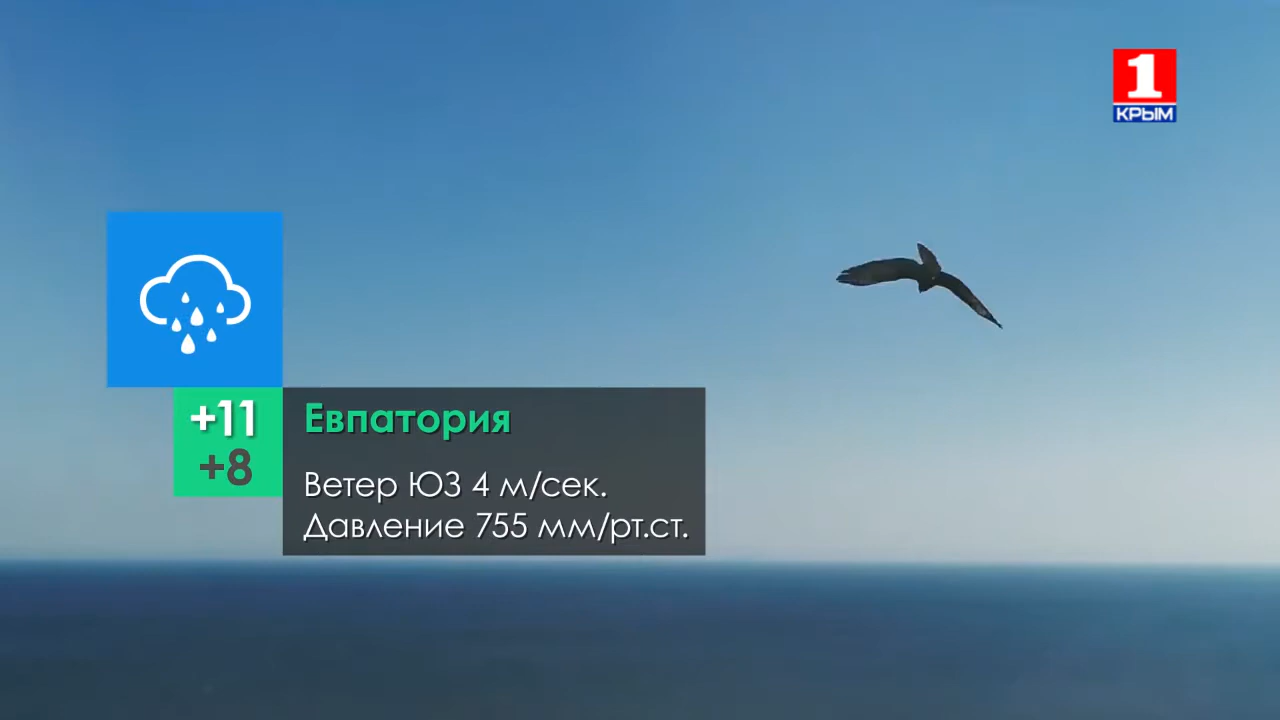 1
КРЫМ
+11
+8
Евпатория
Ветер ЮЗ 4 м/сек.
Давление 755 мм/рт.ст.